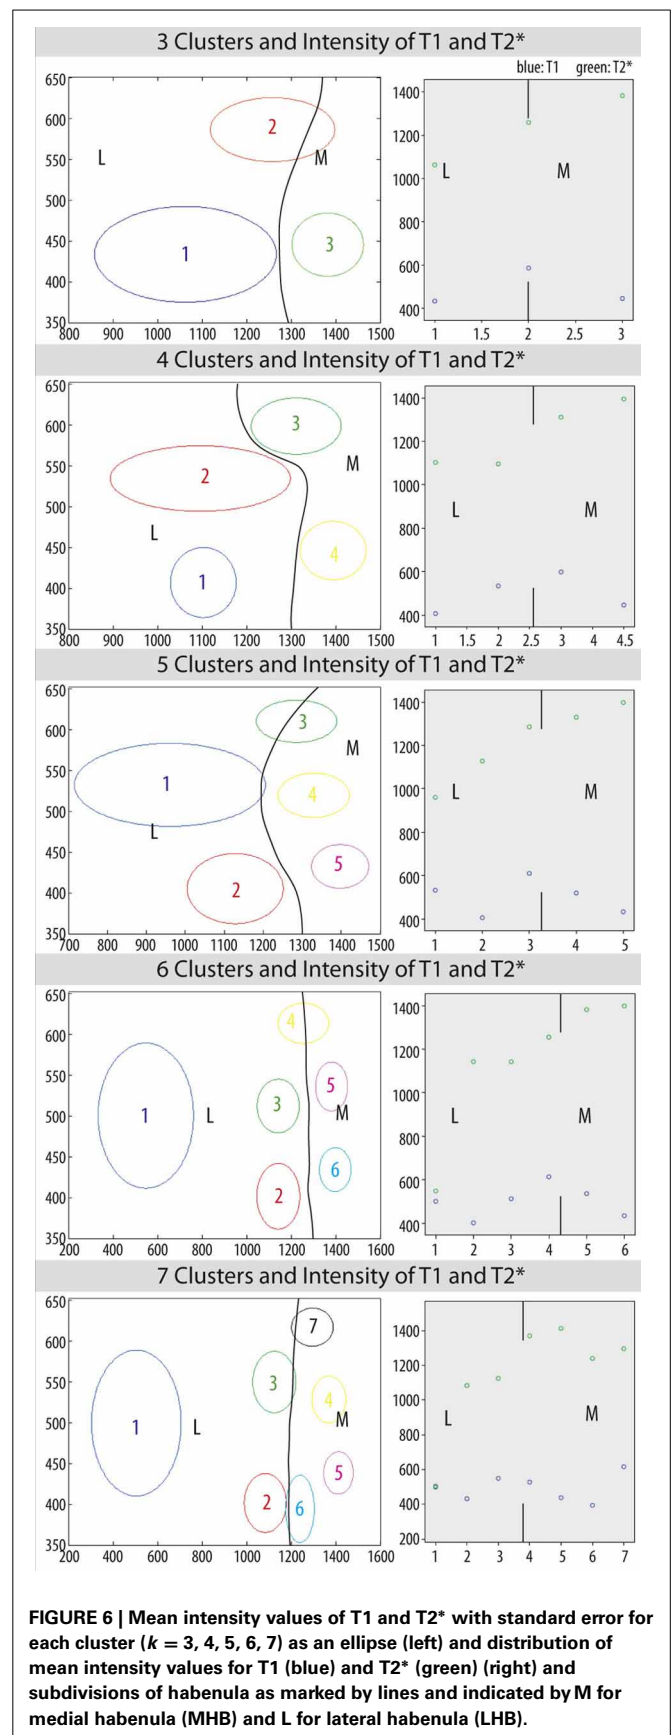 3 Clusters and Intensity of T1 and T2*
blue: T1 green: T2*
650
600
550
500
450
400
350
800 900 1000 1100 1200 1300 1400 1500
L
M
1
2
3
1400
1200
1000
800
600
400
1 1.5 2 2.5 3
L M
4 Clusters and Intensity of T1 and T2*
650
600
550
500
450
400
350
800 900 1000 1100 1200 1300 1400 1500
3
M
2
L
4
1
1400
1200
1000
800
600
400
1 1.5 2 2.5 3 4 4.5
L M
5 Clusters and Intensity of T1 and T2*
650
600
550
500
450
400
350
700 800 900 1000 1100 1200 1300 1400 1500
3
M
1
4
L
5
2
1400
1200
1000
800
600
400
1 2 3 4 5
L M
6 Clusters and Intensity of T1 and T2*
650
600
550
500
450
400
350
200 400 600 800 1000 1200 1400 1600
4
5
3
1 L M
6
2
1400
1200
1000
800
600
400
1 2 3 4 5 6
L M
7 Clusters and Intensity of T1 and T2*
650
600
550
500
450
400
350
200 400 600 800 1000 1200 1400 1600
7
3
4
1 L M
5
2 6
1400
1200
1000
800
600
400
200
1 2 3 4 5 6 7
L M
FIGURE 6 | Mean intensity values of T1 and T2* with standard error for
each cluster (k = 3, 4, 5, 6, 7) as an ellipse (left) and distribution of
mean intensity values for T1 (blue) and T2* (green) (right) and
subdivisions of habenula as marked by lines and indicated by M for
medial habenula (MHB) and L for lateral habenula (LHB).